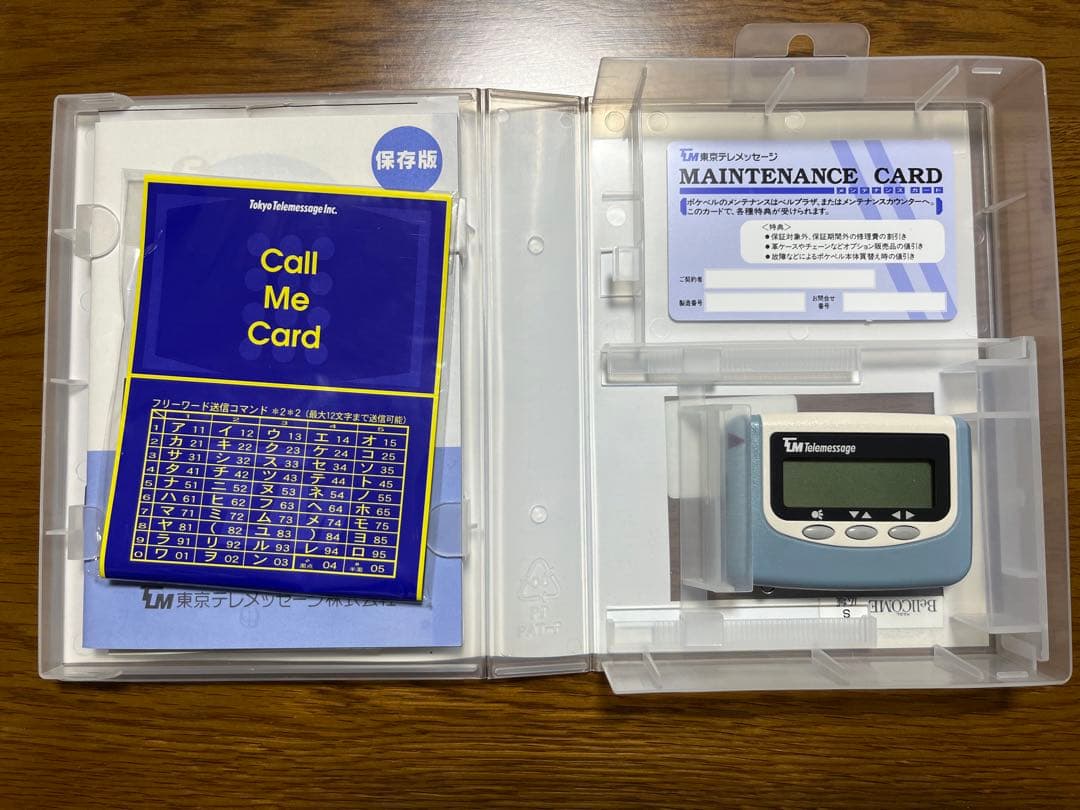 保存版
Tokyo Telemessage Inc.
Call
Me
Card
フリーワード送信コマンド *2*2 (最大12文字まで送信可能)
1 2 3 4 5
1 ア 11 イ 12 ウ 13 エ 14 オ 15
2 カ 21 キ 22 ク 23 ケ 24 コ 25
3 サ 31 シ 32 ス 33 セ 34 ソ 35
4 タ 41 チ 42 ツ 43 テ 44 ト 45
5 ナ 51 ニ 52 ヌ 53 ネ 54 ノ 55
6 ハ 61 ヒ 62 フ 63 ヘ 64 ホ 65
7 マ 71 ミ 72 ム 73 メ 74 モ 75
8 ヤ 81 ( 82 ユ 83 ) 84 ヨ 85
9 ラ 91 リ 92 ル 93 レ 94 ロ 95
0 ワ 01 ヲ 02 ン 03 濁点 04 半濁 05
TM 東京テレメッセージ株式会社
PP
PAT-P
TM 東京テレメッセージ
MAINTENANCE CARD
メンテナンスカード
ポケベルのメンテナンスはベルプラザ、またはメンテナンスカウンターへ。
このカードで、各種特典が受けられます。
<特典>
●保証対象外、保証期間外の修理費の割引き
●革ケースやチェーンなどオプション販売品の値引き
●故障などによるポケベル本体買替え時の値引き
ご契約者
製造番号
お問合せ
番号
TM Telemessage
BellCOME
S